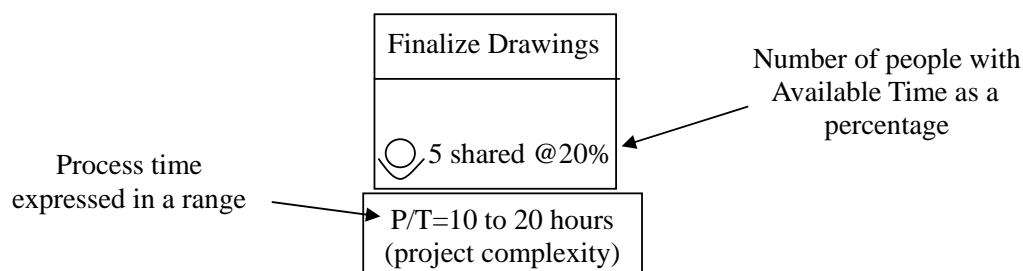 Finalize Drawings
Number of people with
Available Time as a
percentage
5 shared @20%
Process time
expressed in a range
P/T=10 to 20 hours
(project complexity)